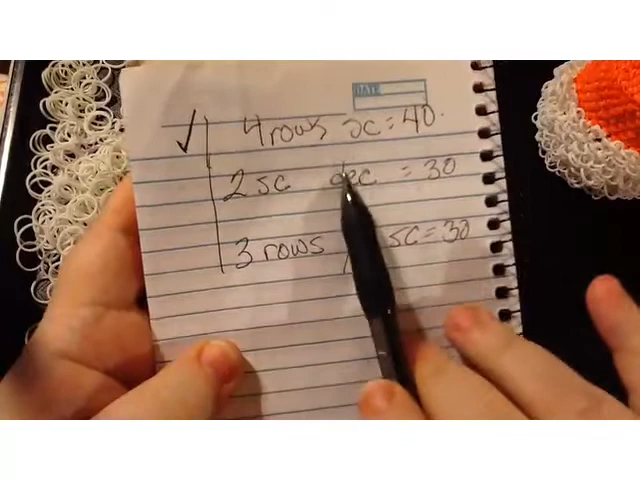 DATE
✓ 4 rows sc = 40.
2 sc dec = 30
3 rows sc = 30